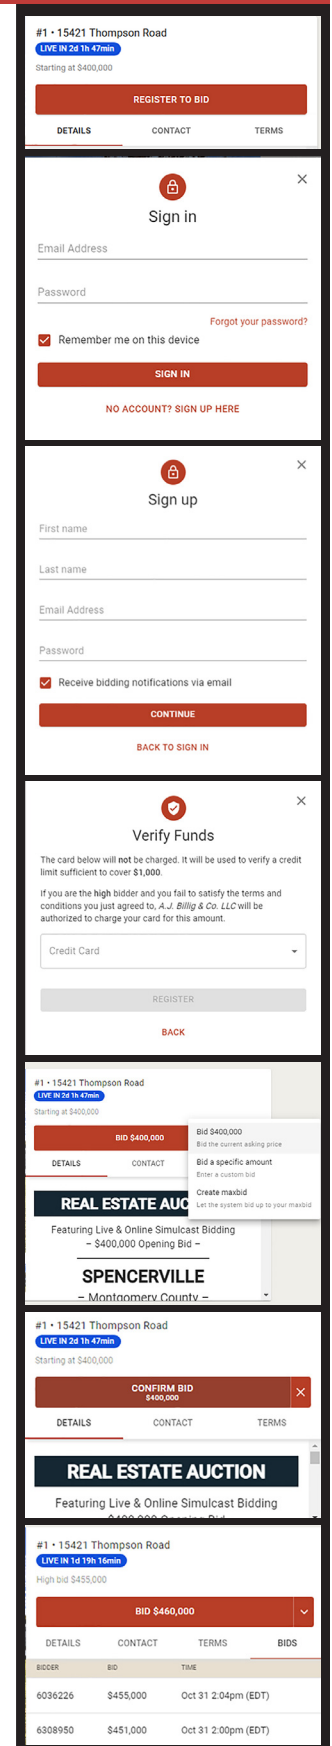 #1 • 15421 Thompson Road
LIVE IN 2d 1h 47min
Starting at $400,000
REGISTER TO BID
DETAILS CONTACT TERMS
Sign in
Email Address
Password
Forgot your password?
Remember me on this device
SIGN IN
NO ACCOUNT? SIGN UP HERE
Sign up
First name
Last name
Email Address
Password
Receive bidding notifications via email
CONTINUE
BACK TO SIGN IN
Verify Funds
The card below will not be charged. It will be used to verify a credit
limit sufficient to cover $1,000.
If you are the high bidder and you fail to satisfy the terms and
conditions you just agreed to, A.J. Billig & Co. LLC will be
authorized to charge your card for this amount.
Credit Card
REGISTER
BACK
#1 • 15421 Thompson Road
LIVE IN 2d 1h 47min
Starting at $400,000
BID $400,000
DETAILS CONTACT
Bid $400,000
Bid the current asking price
Bid a specific amount
Enter a custom bid
Create maxbid
Let the system bid up to your maxbid
REAL ESTATE AUC
Featuring Live & Online Simulcast Bidding
– $400,000 Opening Bid –
SPENCERVILLE
– Montgomery County –
#1 • 15421 Thompson Road
LIVE IN 2d 1h 47min
Starting at $400,000
CONFIRM BID
$400,000
DETAILS CONTACT TERMS
REAL ESTATE AUCTION
Featuring Live & Online Simulcast Bidding
$400,000 Opening Bid
#1 • 15421 Thompson Road
LIVE IN 1d 19h 16min
High bid $455,000
BID $460,000
DETAILS CONTACT TERMS BIDS
BIDDER BID TIME
6036226 $455,000 Oct 31 2:04pm (EDT)
6308950 $451,000 Oct 31 2:00pm (EDT)